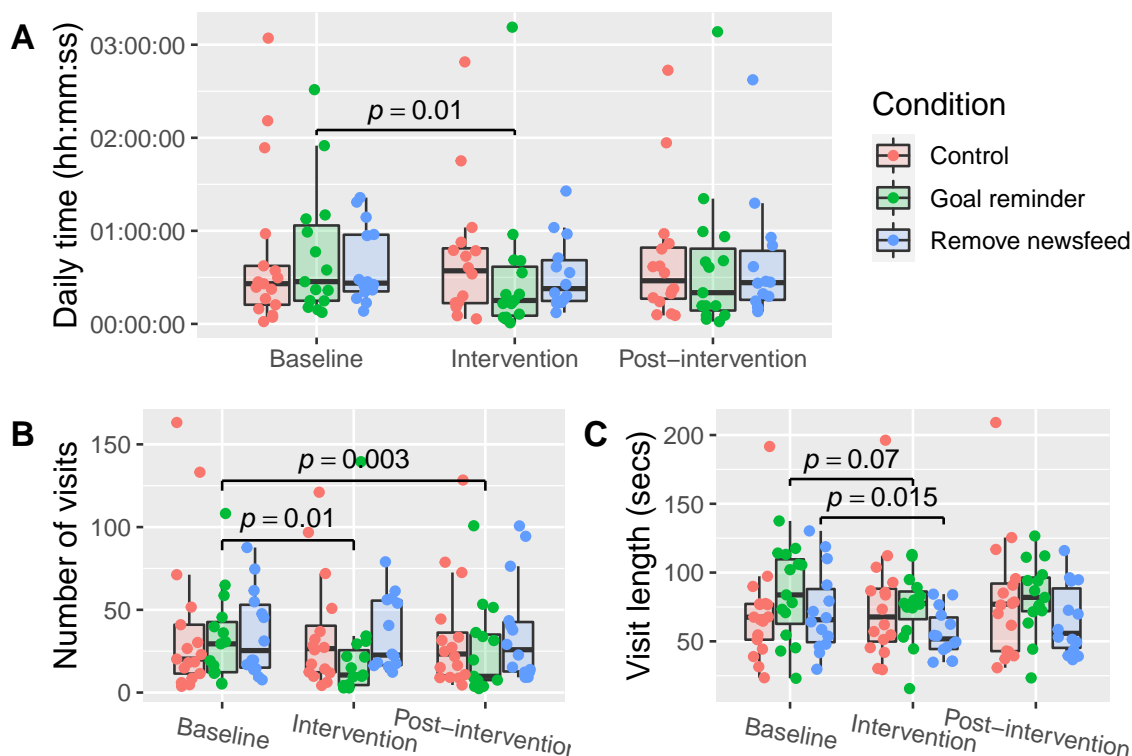 A
Daily time (hh:mm:ss)
03:00:00
02:00:00
01:00:00
00:00:00
p = 0.01
Baseline
Intervention
Post−intervention
Condition
Control
Goal reminder
Remove newsfeed
B
Number of visits
150
100
50
0
p = 0.003
p = 0.01
Baseline
Intervention
Post−intervention
C
Visit length (secs)
200
150
100
50
p = 0.07
p = 0.015
Baseline
Intervention
Post−intervention